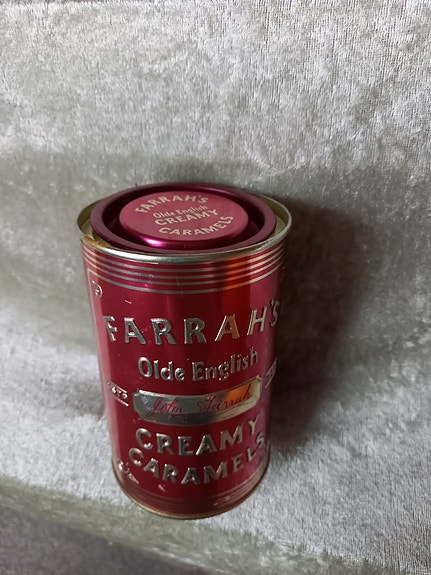 FARRAH'S
Olde English
CREAMY
CARAMELS
FARRAH'S
Olde English
John Farrah
CREAMY
CARAMELS